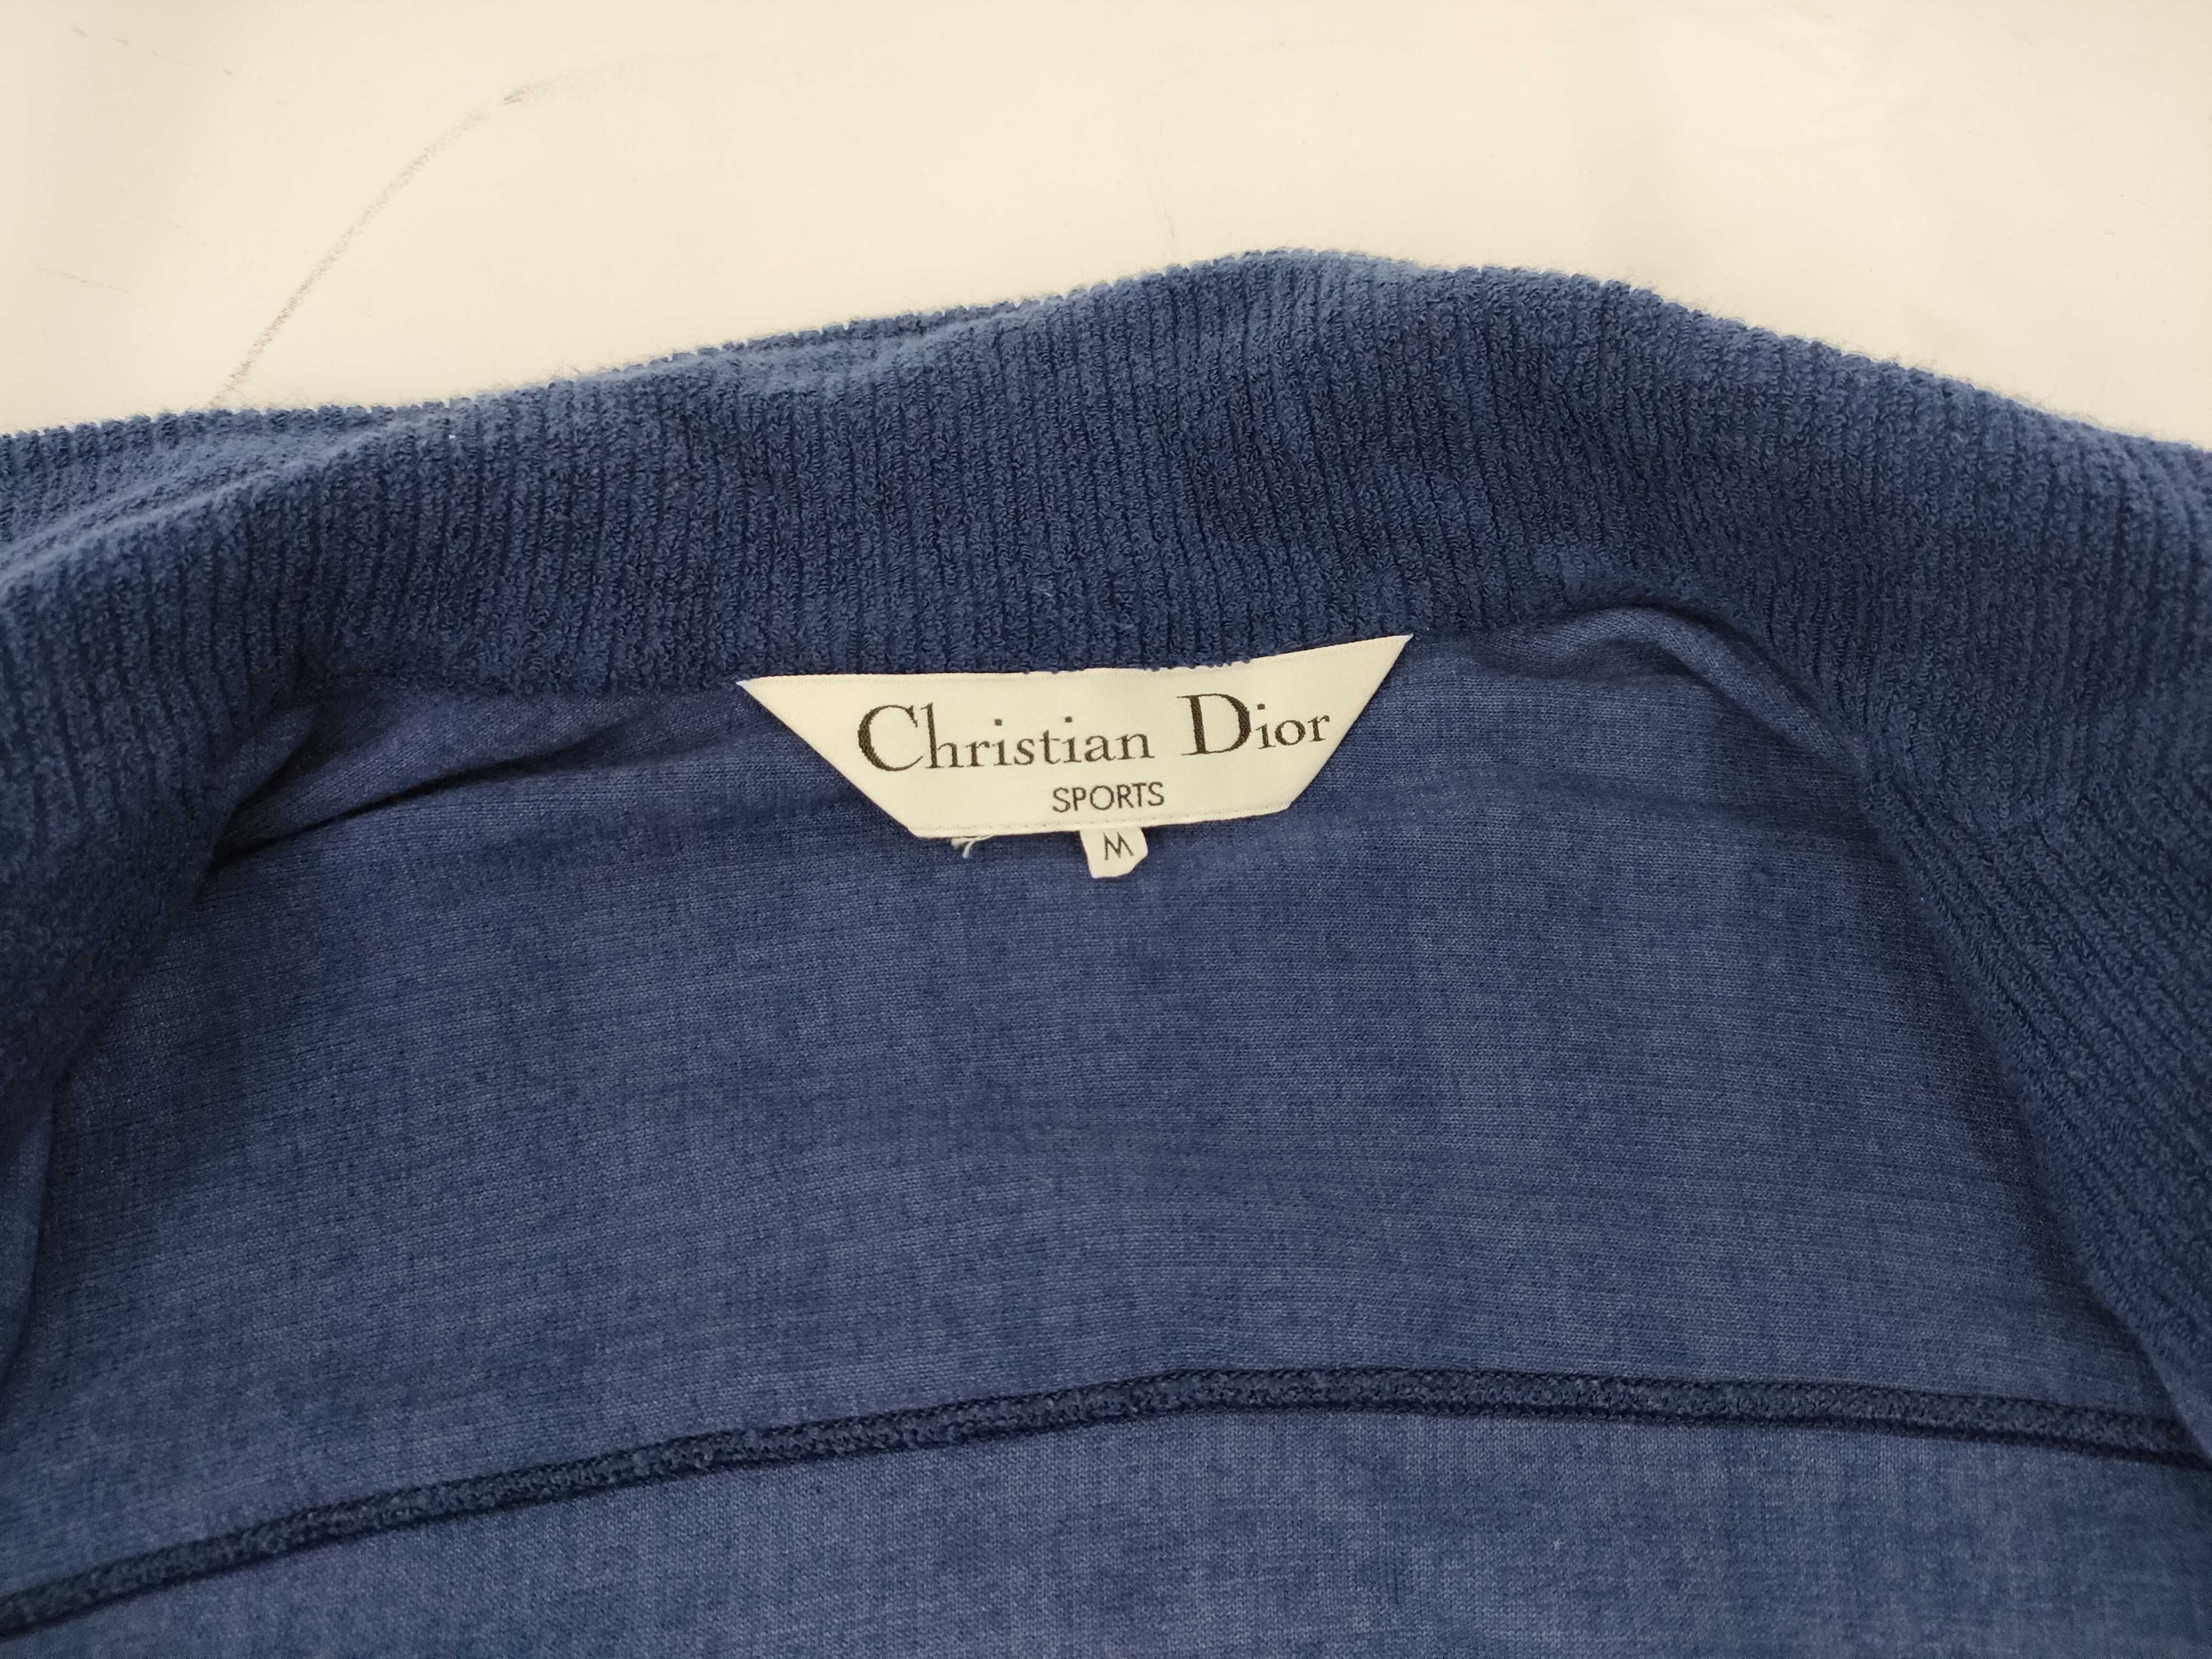 Christian Dior
SPORTS
M